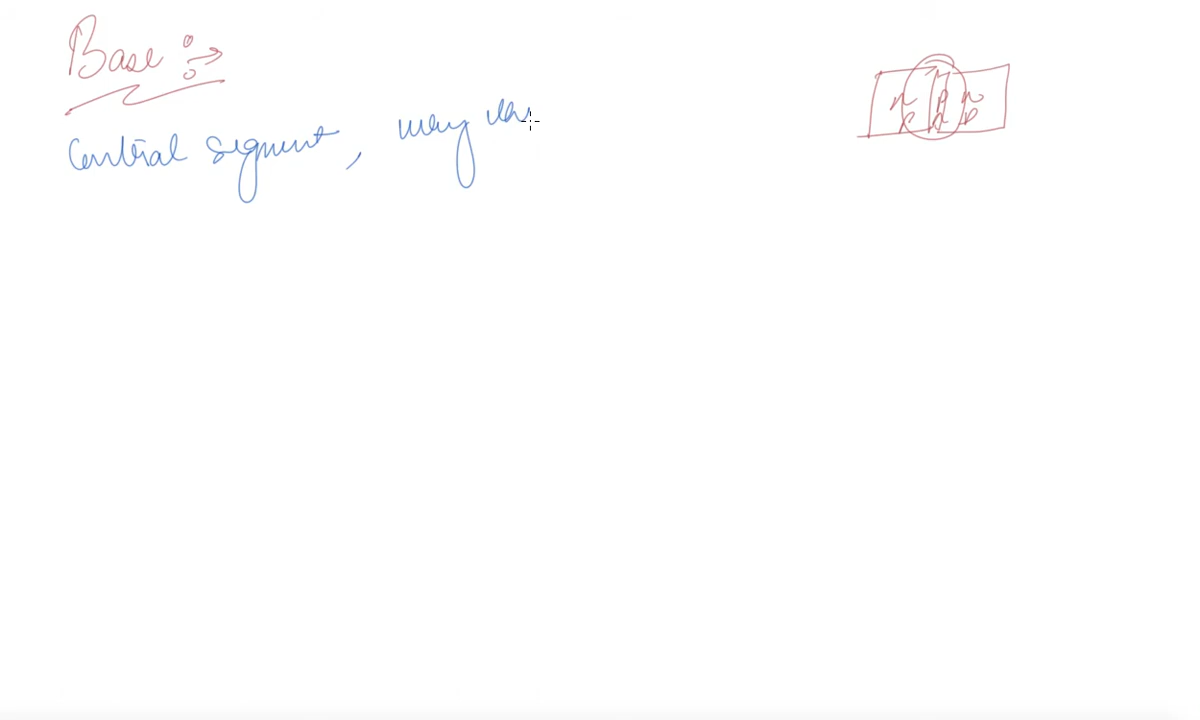 Base :→
Central segment, very
n p n